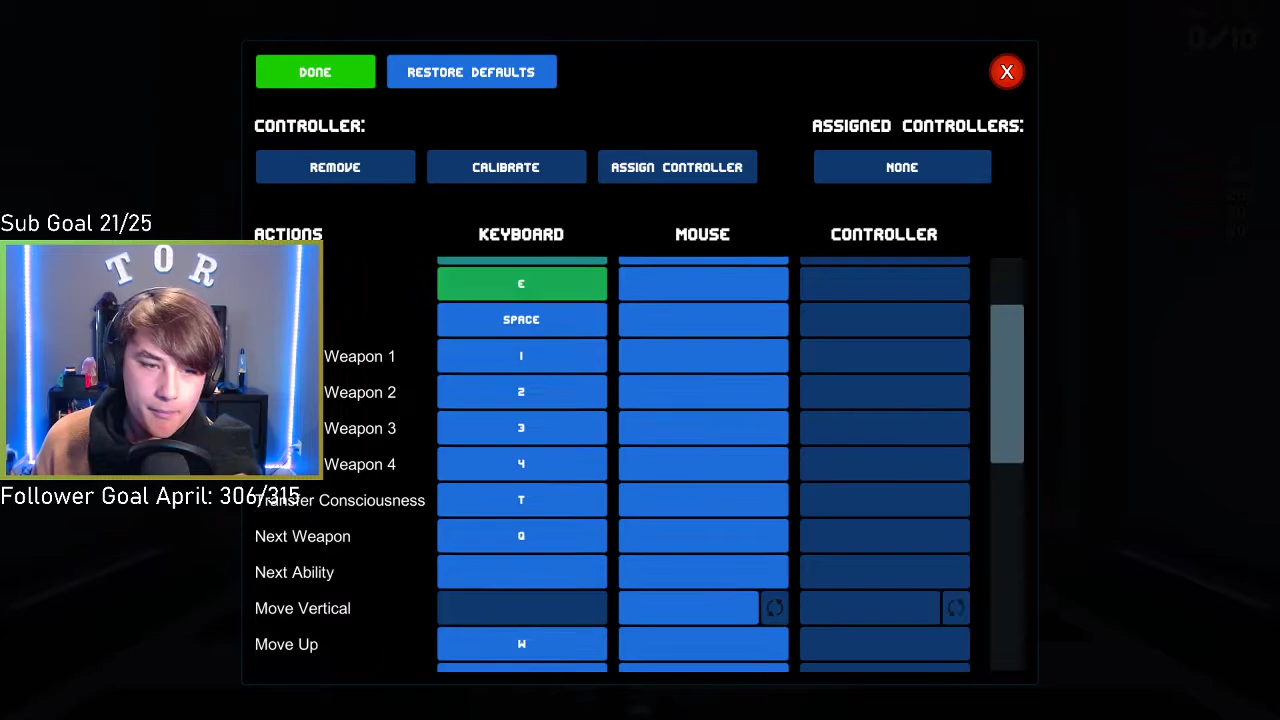 0/10
DONE
RESTORE DEFAULTS
X
CONTROLLER:
ASSIGNED CONTROLLERS:
REMOVE
CALIBRATE
ASSIGN CONTROLLER
NONE
Sub Goal 21/25
ACTIONS
KEYBOARD
MOUSE
CONTROLLER
T O R
E
SPACE
Weapon 1
1
Weapon 2
2
Weapon 3
3
Weapon 4
4
Follower Goal April: 306/315
Transfer Consciousness
T
Next Weapon
Q
Next Ability
Move Vertical
Move Up
W